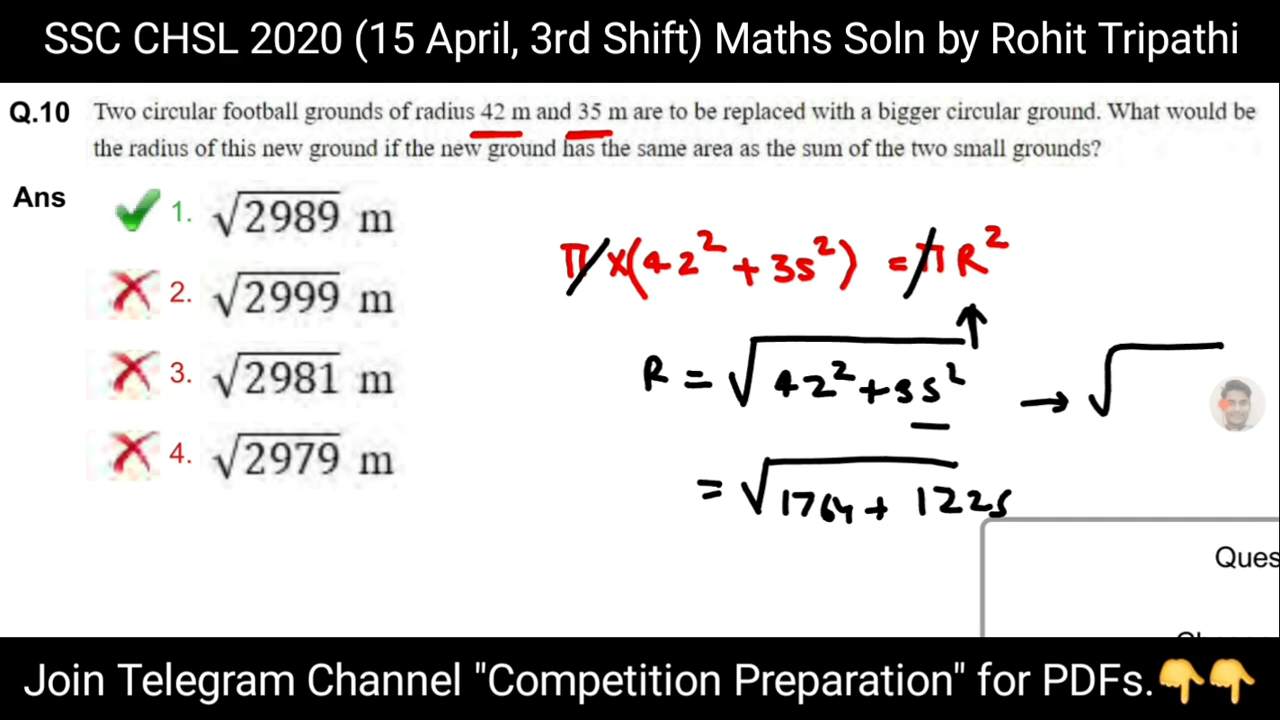 SSC CHSL 2020 (15 April, 3rd Shift) Maths Soln by Rohit Tripathi
Q.10 Two circular football grounds of radius 42 m and 35 m are to be replaced with a bigger circular ground. What would be
the radius of this new ground if the new ground has the same area as the sum of the two small grounds?
Ans
1. √2989 m
2. √2999 m
3. √2981 m
4. √2979 m
π×(42² + 35²) = πR²
R = √42² + 35² → √
= √1764 + 1225
Ques
Join Telegram Channel "Competition Preparation" for PDFs.👇👇